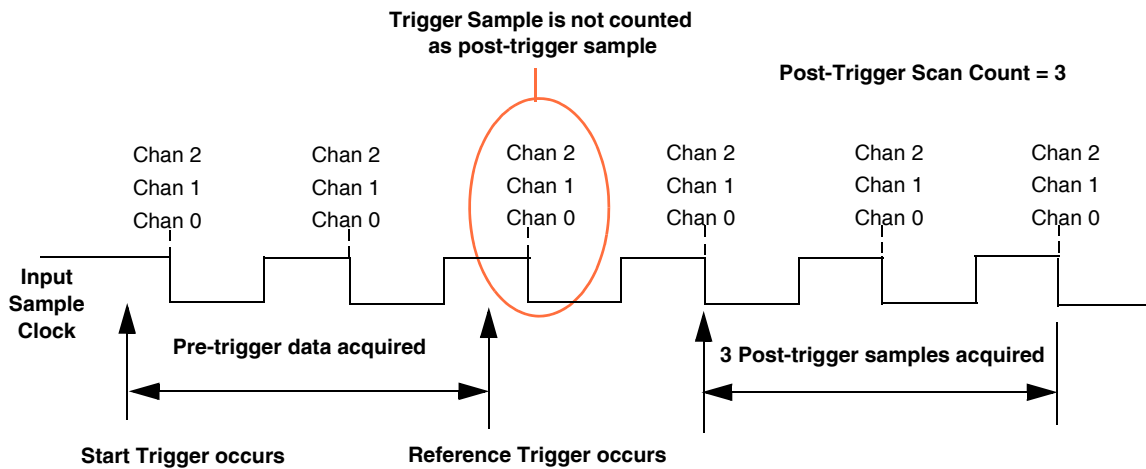 Trigger Sample is not counted
as post-trigger sample
Post-Trigger Scan Count = 3
Chan 2 Chan 2 Chan 2 Chan 2 Chan 2 Chan 2
Chan 1 Chan 1 Chan 1 Chan 1 Chan 1 Chan 1
Chan 0 Chan 0 Chan 0 Chan 0 Chan 0 Chan 0
Input
Sample
Clock
Pre-trigger data acquired
3 Post-trigger samples acquired
Start Trigger occurs
Reference Trigger occurs